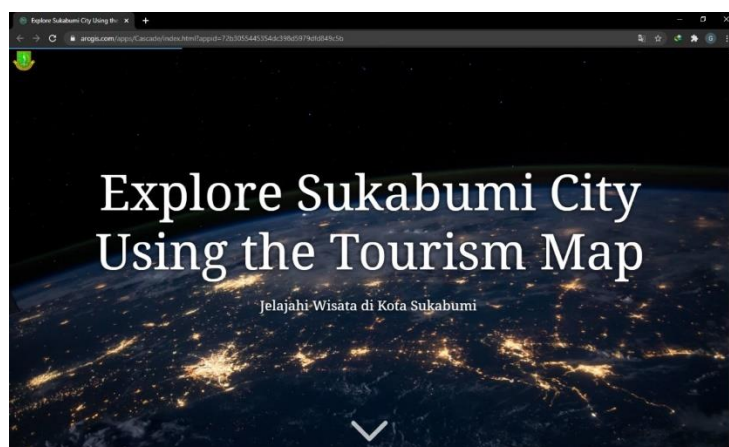 Explore Sukabumi City Using the
arcgis.com/apps/Cascade/index.html?appid=72b3055445354dc398d5979dfd849c5b
Explore Sukabumi City
Using the Tourism Map
Jelajahi Wisata di Kota Sukabumi